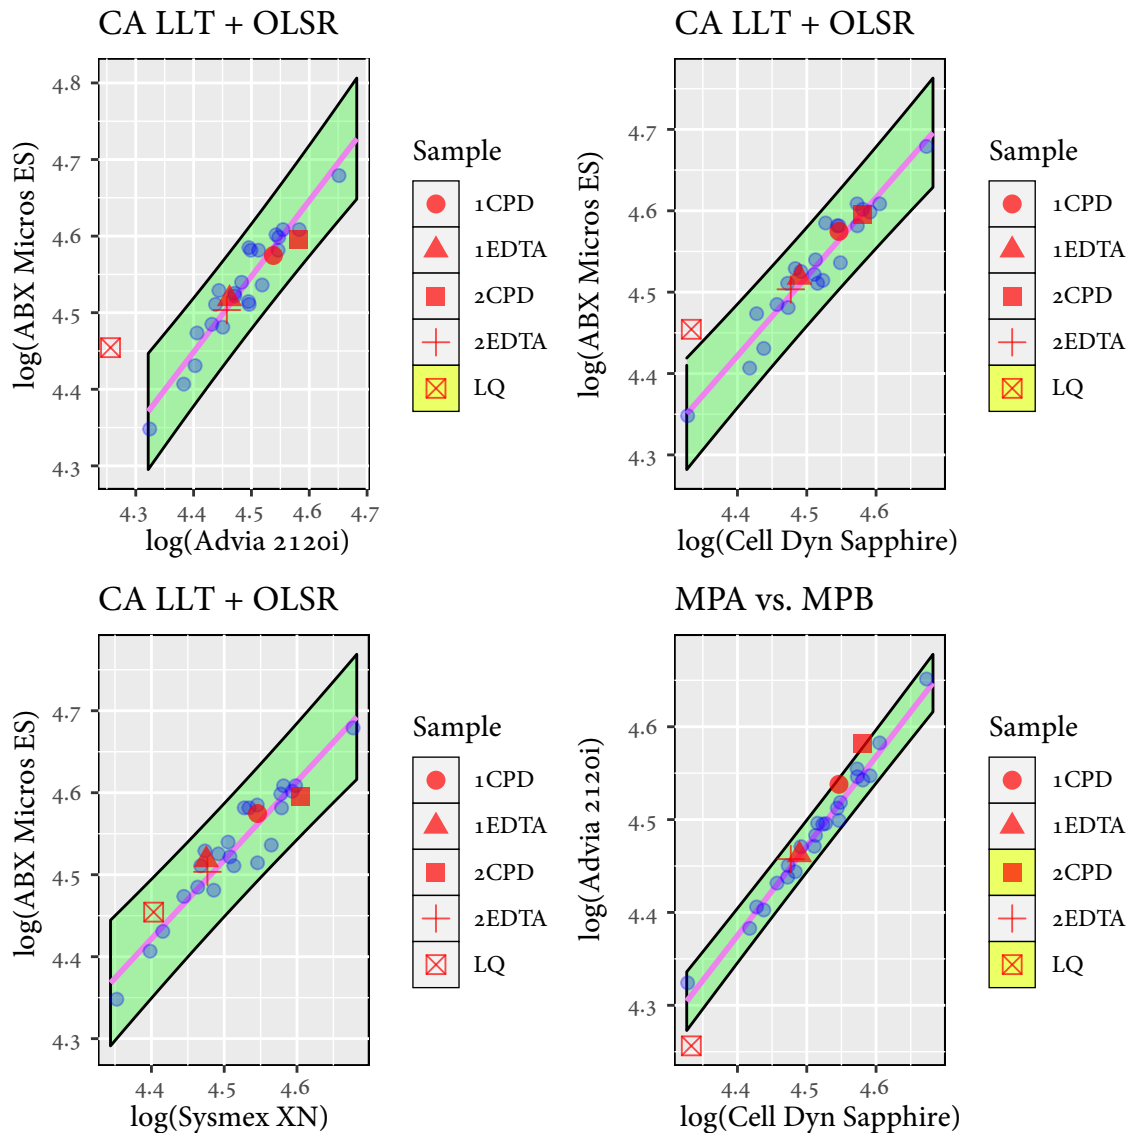 CA LLT + OLSR
log(ABX Micros ES)
4.8
4.7
4.6
4.5
4.4
4.3
4.3
4.4
4.5
4.6
4.7
log(Advia 2120i)
Sample
1CPD
1EDTA
2CPD
2EDTA
LQ
CA LLT + OLSR
log(ABX Micros ES)
4.7
4.6
4.5
4.4
4.3
4.4
4.5
4.6
log(Cell Dyn Sapphire)
Sample
1CPD
1EDTA
2CPD
2EDTA
LQ
CA LLT + OLSR
log(ABX Micros ES)
4.7
4.6
4.5
4.4
4.3
4.4
4.5
4.6
log(Sysmex XN)
Sample
1CPD
1EDTA
2CPD
2EDTA
LQ
MPA vs. MPB
log(Advia 2120i)
4.6
4.5
4.4
4.3
4.4
4.5
4.6
log(Cell Dyn Sapphire)
Sample
1CPD
1EDTA
2CPD
2EDTA
LQ